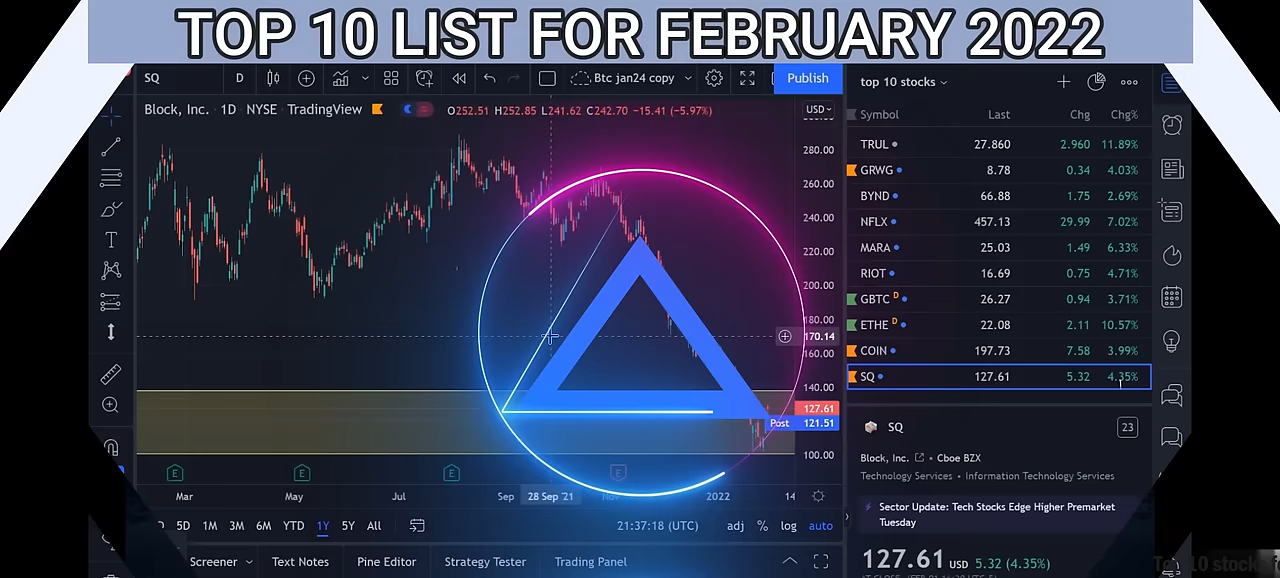 TOP 10 LIST FOR FEBRUARY 2022
SQ D Btc jan24 copy Publish
top 10 stocks
Block, Inc. · 1D · NYSE · TradingView O252.51 H252.85 L241.62 C242.70 −15.41 (−5.97%) USD
Symbol Last Chg Chg%
TRUL 27.860 2.960 11.89%
GRWG 8.78 0.34 4.03%
BYND 66.88 1.75 2.69%
NFLX 457.13 29.99 7.02%
MARA 25.03 1.49 6.33%
RIOT 16.69 0.75 4.71%
GBTC D 26.27 0.94 3.71%
ETHE D 22.08 2.11 10.57%
COIN 197.73 7.58 3.99%
SQ 127.61 5.32 4.35%
280.00
260.00
240.00
220.00
200.00
180.00
170.14
160.00
140.00
127.61
Post 121.51
100.00
E E E E
Mar May Jul Sep 28 Sep '21 Nov 2022 14
5D 1M 3M 6M YTD 1Y 5Y All 21:37:18 (UTC) adj % log auto
Screener Text Notes Pine Editor Strategy Tester Trading Panel
SQ 23
Block, Inc. • Cboe BZX
Technology Services • Information Technology Services
Sector Update: Tech Stocks Edge Higher Premarket
Tuesday
127.61 USD 5.32 (4.35%)